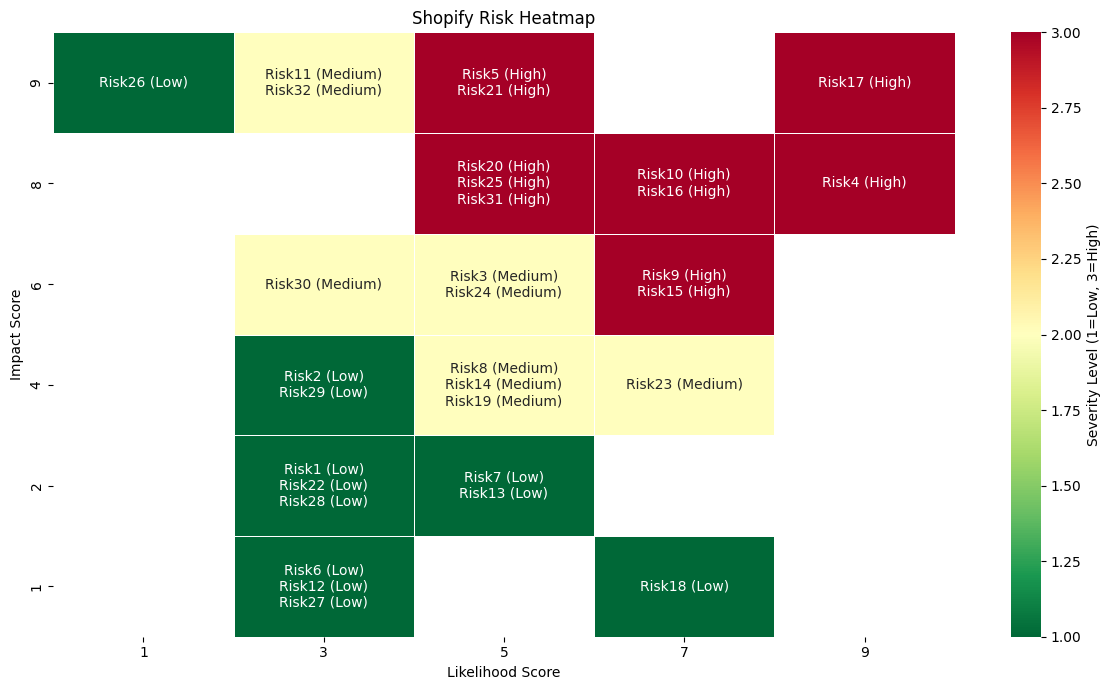 Shopify Risk Heatmap
9
Risk26 (Low)
Risk11 (Medium)
Risk32 (Medium)
Risk5 (High)
Risk21 (High)
Risk17 (High)
8
Risk20 (High)
Risk25 (High)
Risk31 (High)
Risk10 (High)
Risk16 (High)
Risk4 (High)
6
Risk30 (Medium)
Risk3 (Medium)
Risk24 (Medium)
Risk9 (High)
Risk15 (High)
4
Risk2 (Low)
Risk29 (Low)
Risk8 (Medium)
Risk14 (Medium)
Risk19 (Medium)
Risk23 (Medium)
2
Risk1 (Low)
Risk22 (Low)
Risk28 (Low)
Risk7 (Low)
Risk13 (Low)
1
Risk6 (Low)
Risk12 (Low)
Risk27 (Low)
Risk18 (Low)
Impact Score
1
3
5
7
9
Likelihood Score
3.00
2.75
2.50
2.25
2.00
1.75
1.50
1.25
1.00
Severity Level (1=Low, 3=High)